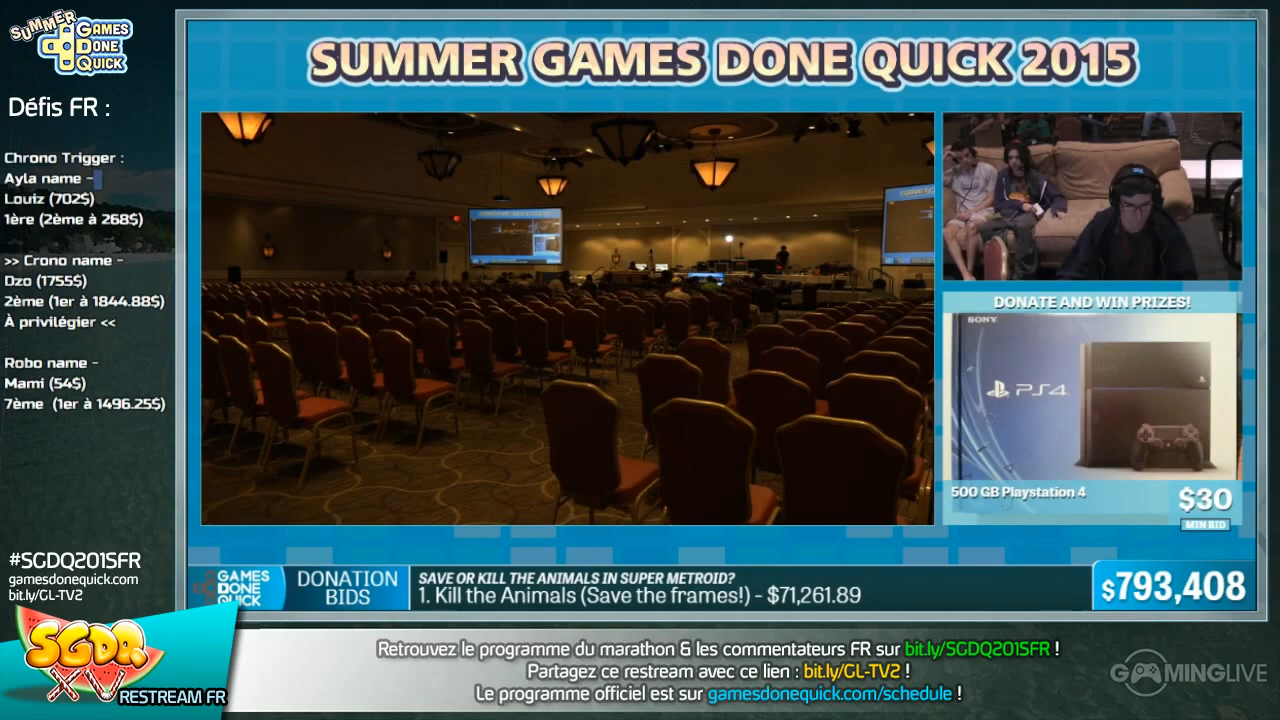 SUMMER
GAMES
DONE
QUICK
Défis FR :
Chrono Trigger :
Ayla name -
Louiz (702$)
1ère (2ème à 268$)
>> Crono name -
Dzo (1755$)
2ème (1er à 1844.88$)
À privilégier <<
Robo name -
Mami (54$)
7ème (1er à 1496.25$)
#SGDQ2015FR
gamesdonequick.com
bit.ly/GL-TV2
SGDQ
XV
RESTREAM FR
SUMMER GAMES DONE QUICK 2015
DONATE AND WIN PRIZES!
SONY
PS4
500 GB Playstation 4
$30
MIN BID
GAMES
DONE
QUICK
DONATION
BIDS
SAVE OR KILL THE ANIMALS IN SUPER METROID?
1. Kill the Animals (Save the frames!) - $71,261.89
$793,408
Retrouvez le programme du marathon & les commentateurs FR sur bit.ly/SGDQ2015FR !
Partagez ce restream avec ce lien : bit.ly/GL-TV2 !
Le programme officiel est sur gamesdonequick.com/schedule !
GAMINGLIVE